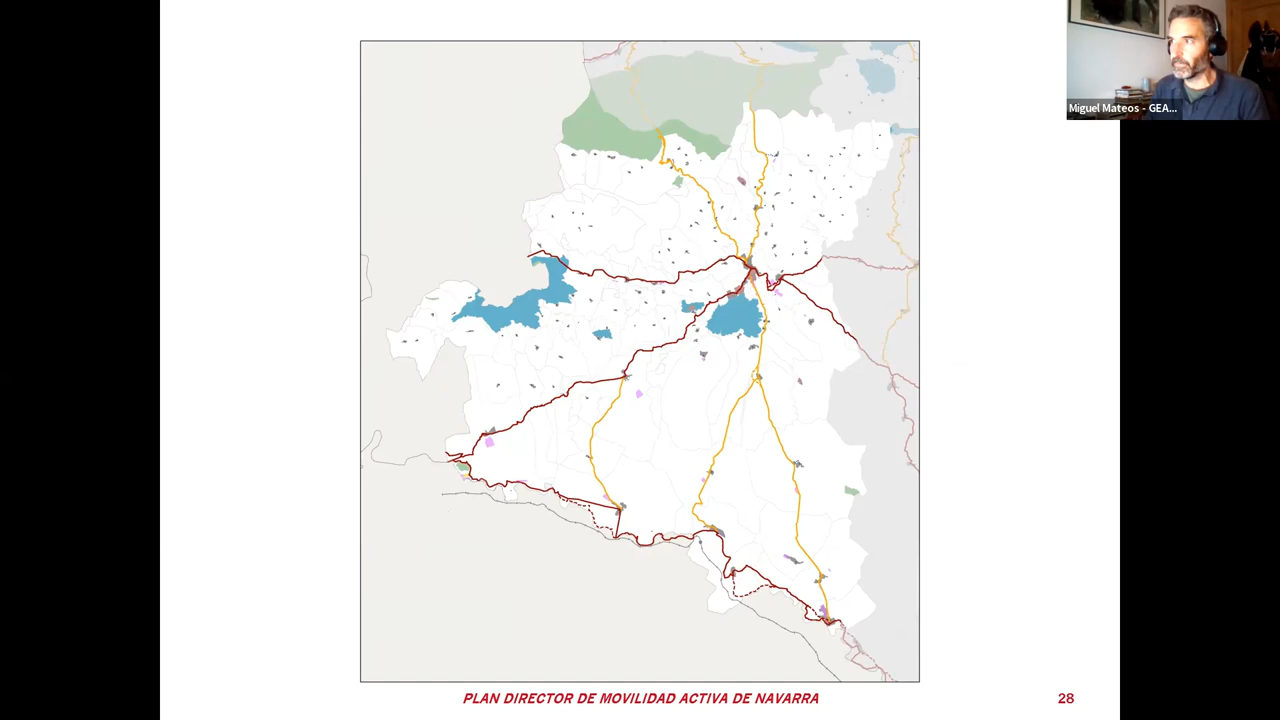 Miguel Mateos - GEA...
PLAN DIRECTOR DE MOVILIDAD ACTIVA DE NAVARRA
28